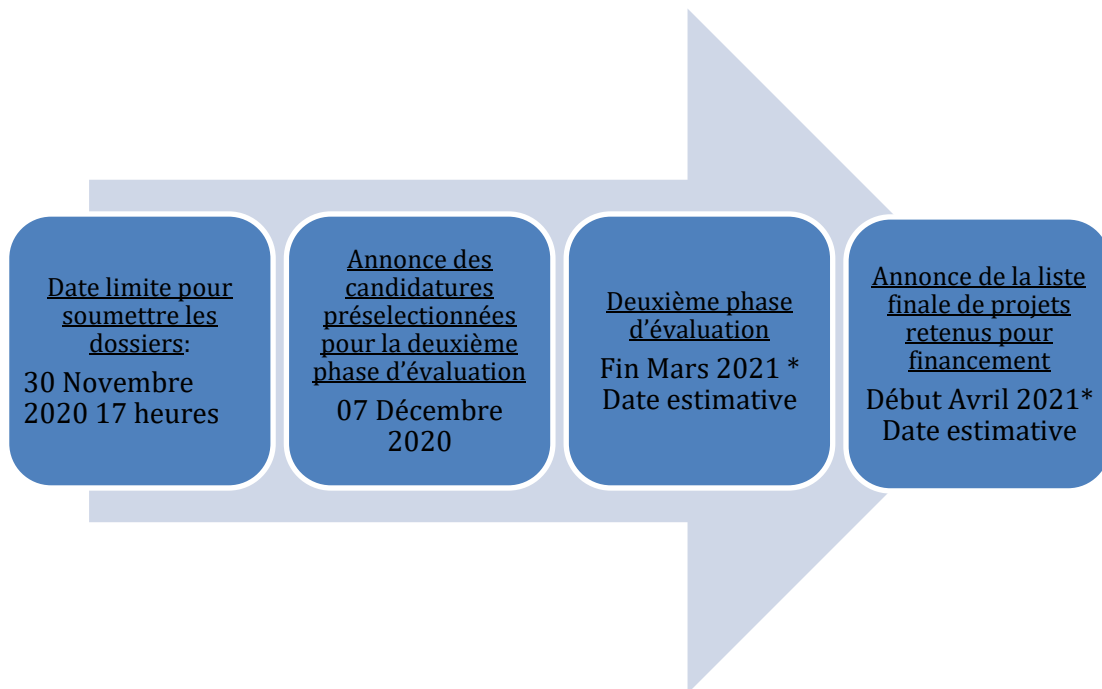 Date limite pour
soumettre les
dossiers:
30 Novembre
2020 17 heures
Annonce des
candidatures
préselectionnées
pour la deuxième
phase d’évaluation
07 Décembre
2020
Deuxième phase
d’évaluation
Fin Mars 2021 *
Date estimative
Annonce de la liste
finale de projets
retenus pour
financement
Début Avril 2021*
Date estimative